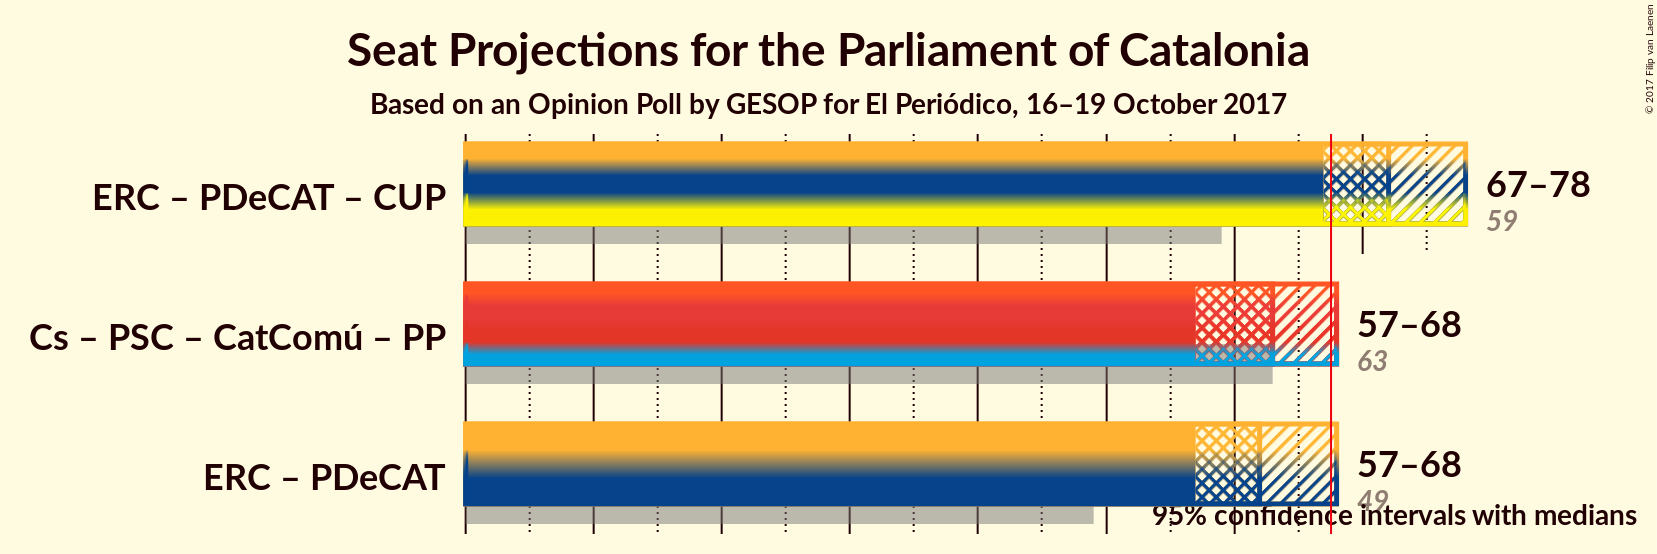 Seat Projections for the Parliament of Catalonia
Based on an Opinion Poll by GESOP for El Periódico, 16–19 October 2017
© 2017 Filip van Laenen
ERC – PDeCAT – CUP
67–78
59
Cs – PSC – CatComú – PP
57–68
63
ERC – PDeCAT
57–68
49
95% confidence intervals with medians